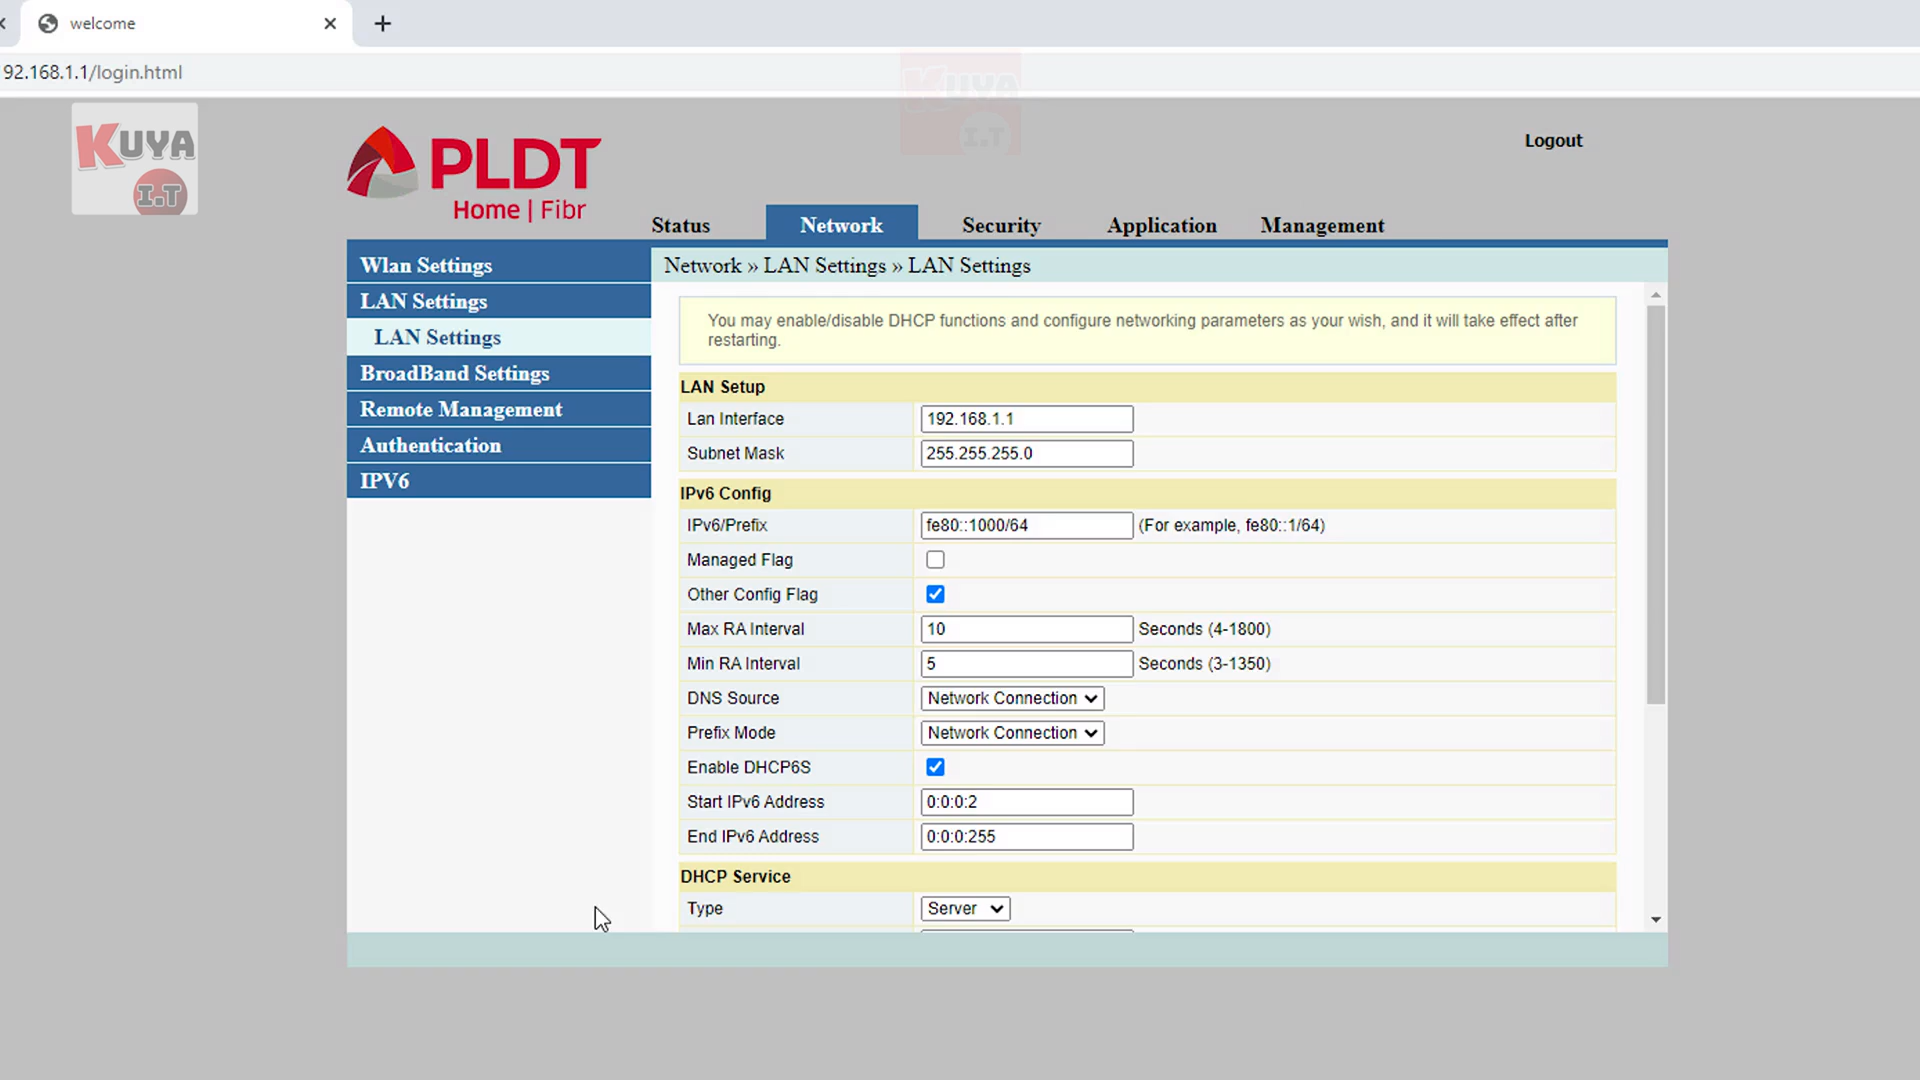 welcome
92.168.1.1/login.html
KUYA
I.T
KUYA
I.T
PLDT
Home | Fibr
Logout
Status
Network
Security
Application
Management
Wlan Settings
LAN Settings
LAN Settings
BroadBand Settings
Remote Management
Authentication
IPV6
Network » LAN Settings » LAN Settings
You may enable/disable DHCP functions and configure networking parameters as your wish, and it will take effect after
restarting.
LAN Setup
Lan Interface 192.168.1.1
Subnet Mask 255.255.255.0
IPv6 Config
IPv6/Prefix fe80::1000/64 (For example, fe80::1/64)
Managed Flag
Other Config Flag
Max RA Interval 10 Seconds (4-1800)
Min RA Interval 5 Seconds (3-1350)
DNS Source Network Connection
Prefix Mode Network Connection
Enable DHCP6S
Start IPv6 Address 0:0:0:2
End IPv6 Address 0:0:0:255
DHCP Service
Type Server